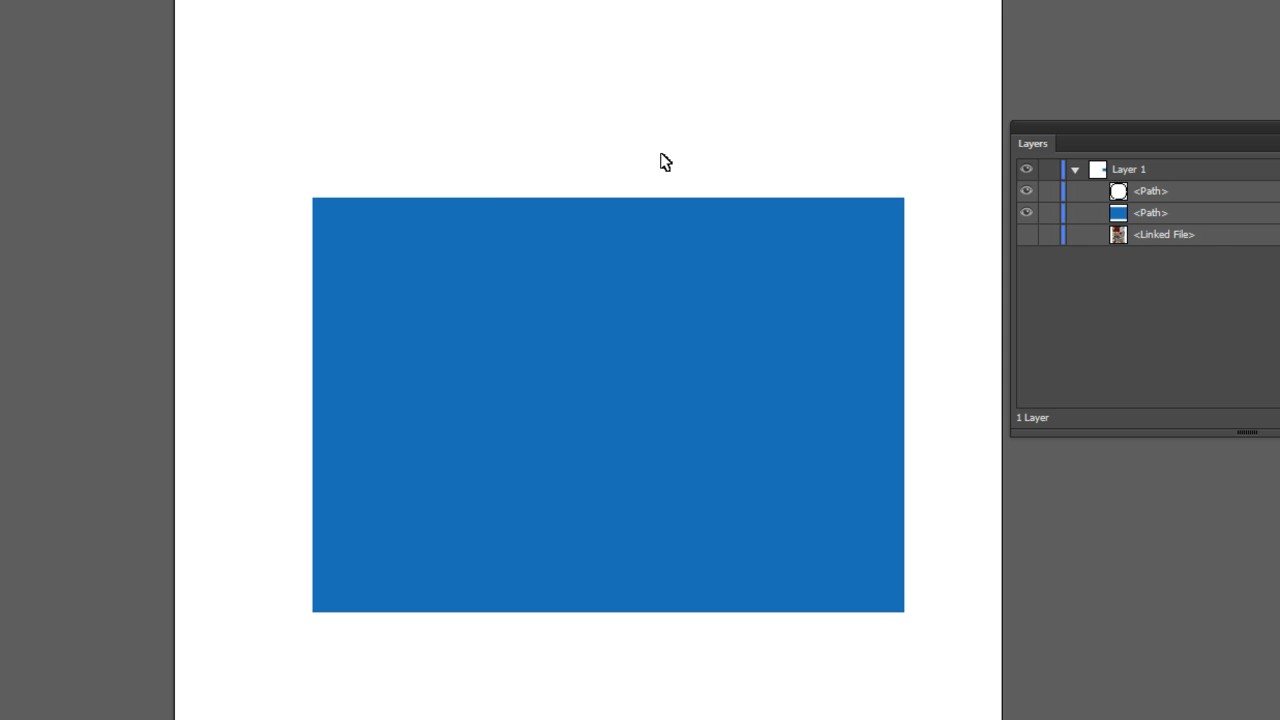 Layers
Layer 1
<Path>
<Path>
<Linked File>
1 Layer